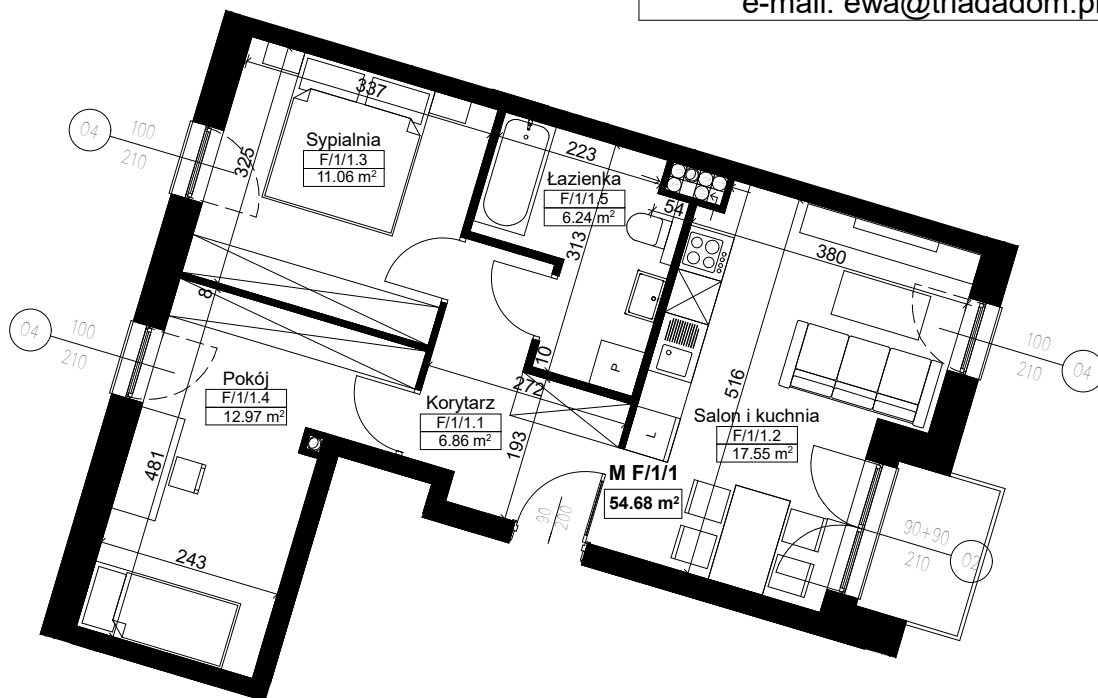 e-mail: ewa@triadadom.pl
337
Sypialnia
F/1/1.3
11.06 m²
325
04
100
210
223
Łazienka
F/1/1.5
6.24 m²
54
313
380
8
04
100
210
100
210
04
Pokój
F/1/1.4
12.97 m²
10
P
272
Korytarz
F/1/1.1
6.86 m²
193
516
Salon i kuchnia
F/1/1.2
17.55 m²
L
481
M F/1/1
54.68 m²
90
200
90+90
210
02
243